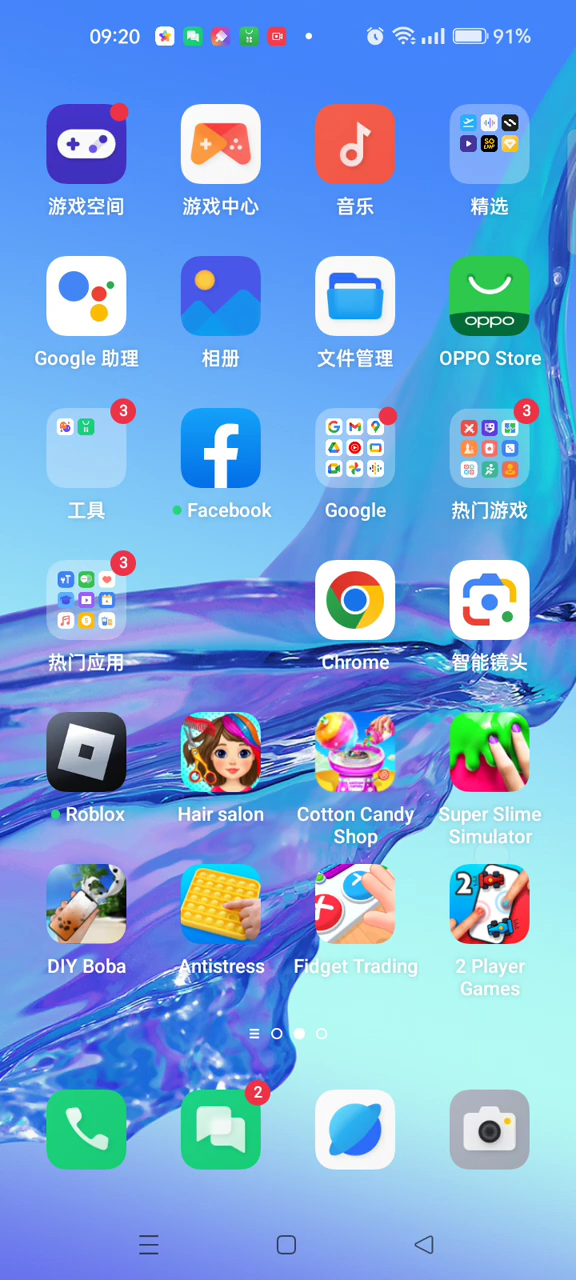 09:20
91%
游戏空间
游戏中心
音乐
精选
Google 助理
相册
文件管理
oppo
OPPO Store
3
3
工具
Facebook
Google
热门游戏
3
热门应用
Chrome
智能镜头
Roblox
Hair salon
Cotton Candy
Shop
Super Slime
Simulator
2
DIY Boba
Antistress
Fidget Trading
2 Player
Games
2